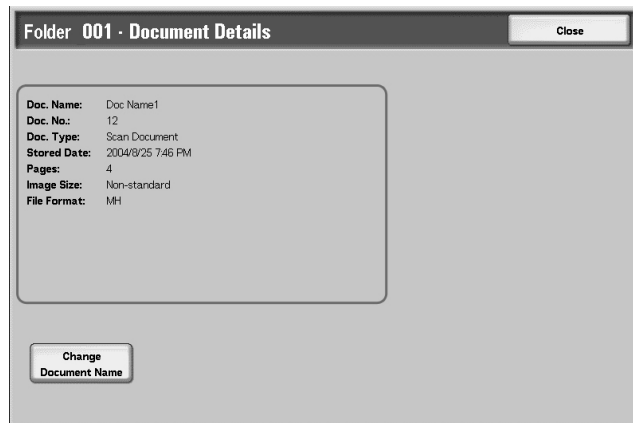 Folder 001 - Document Details
Close
Doc. Name: Doc Name1
Doc. No.: 12
Doc. Type: Scan Document
Stored Date: 2004/8/25 7:46 PM
Pages: 4
Image Size: Non-standard
File Format: MH
Change
Document Name